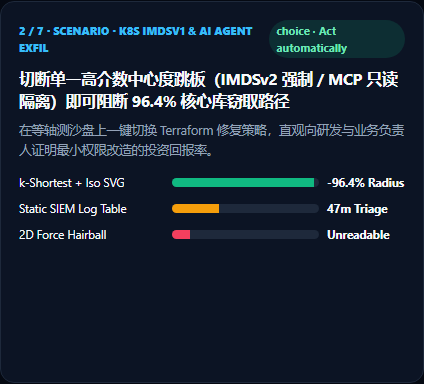 2 / 7 · SCENARIO · K8S IMDSV1 & AI AGENT
EXFIL
choice · Act
automatically
切断单一高介数中心度跳板（IMDSv2 强制 / MCP 只读
隔离）即可阻断 96.4% 核心库窃取路径
在等轴测沙盘上一键切换 Terraform 修复策略，直观向研发与业务负责
人证明最小权限改造的投资回报率。
k-Shortest + Iso SVG -96.4% Radius
Static SIEM Log Table 47m Triage
2D Force Hairball Unreadable